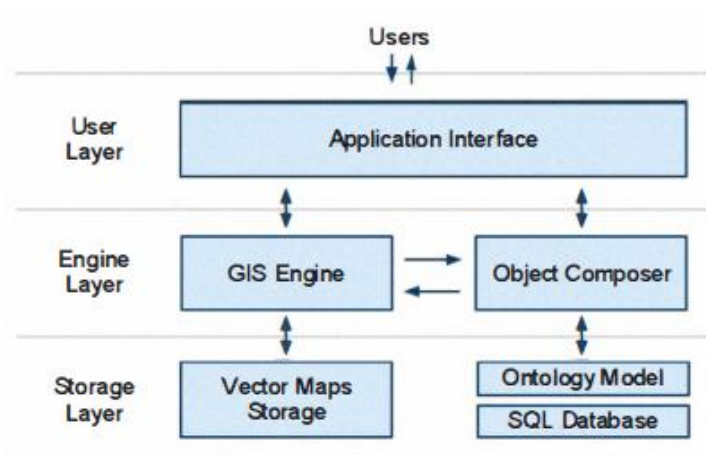 Users
User
Layer
Application Interface
Engine
Layer
GIS Engine
Object Composer
Storage
Layer
Vector Maps
Storage
Ontology Model
SQL Database